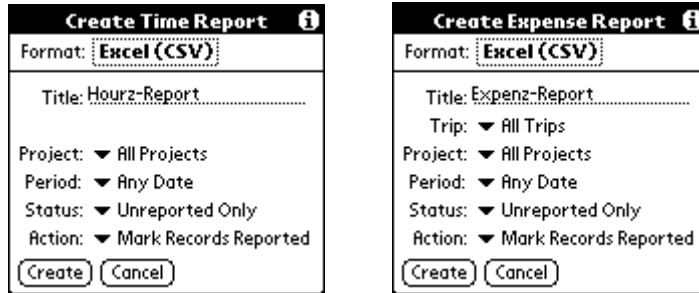 Create Time Report
Format: Excel (CSV)
Title: Hourz-Report
Project: All Projects
Period: Any Date
Status: Unreported Only
Action: Mark Records Reported
Create Cancel
Create Expense Report
Format: Excel (CSV)
Title: Expenz-Report
Trip: All Trips
Project: All Projects
Period: Any Date
Status: Unreported Only
Action: Mark Records Reported
Create Cancel